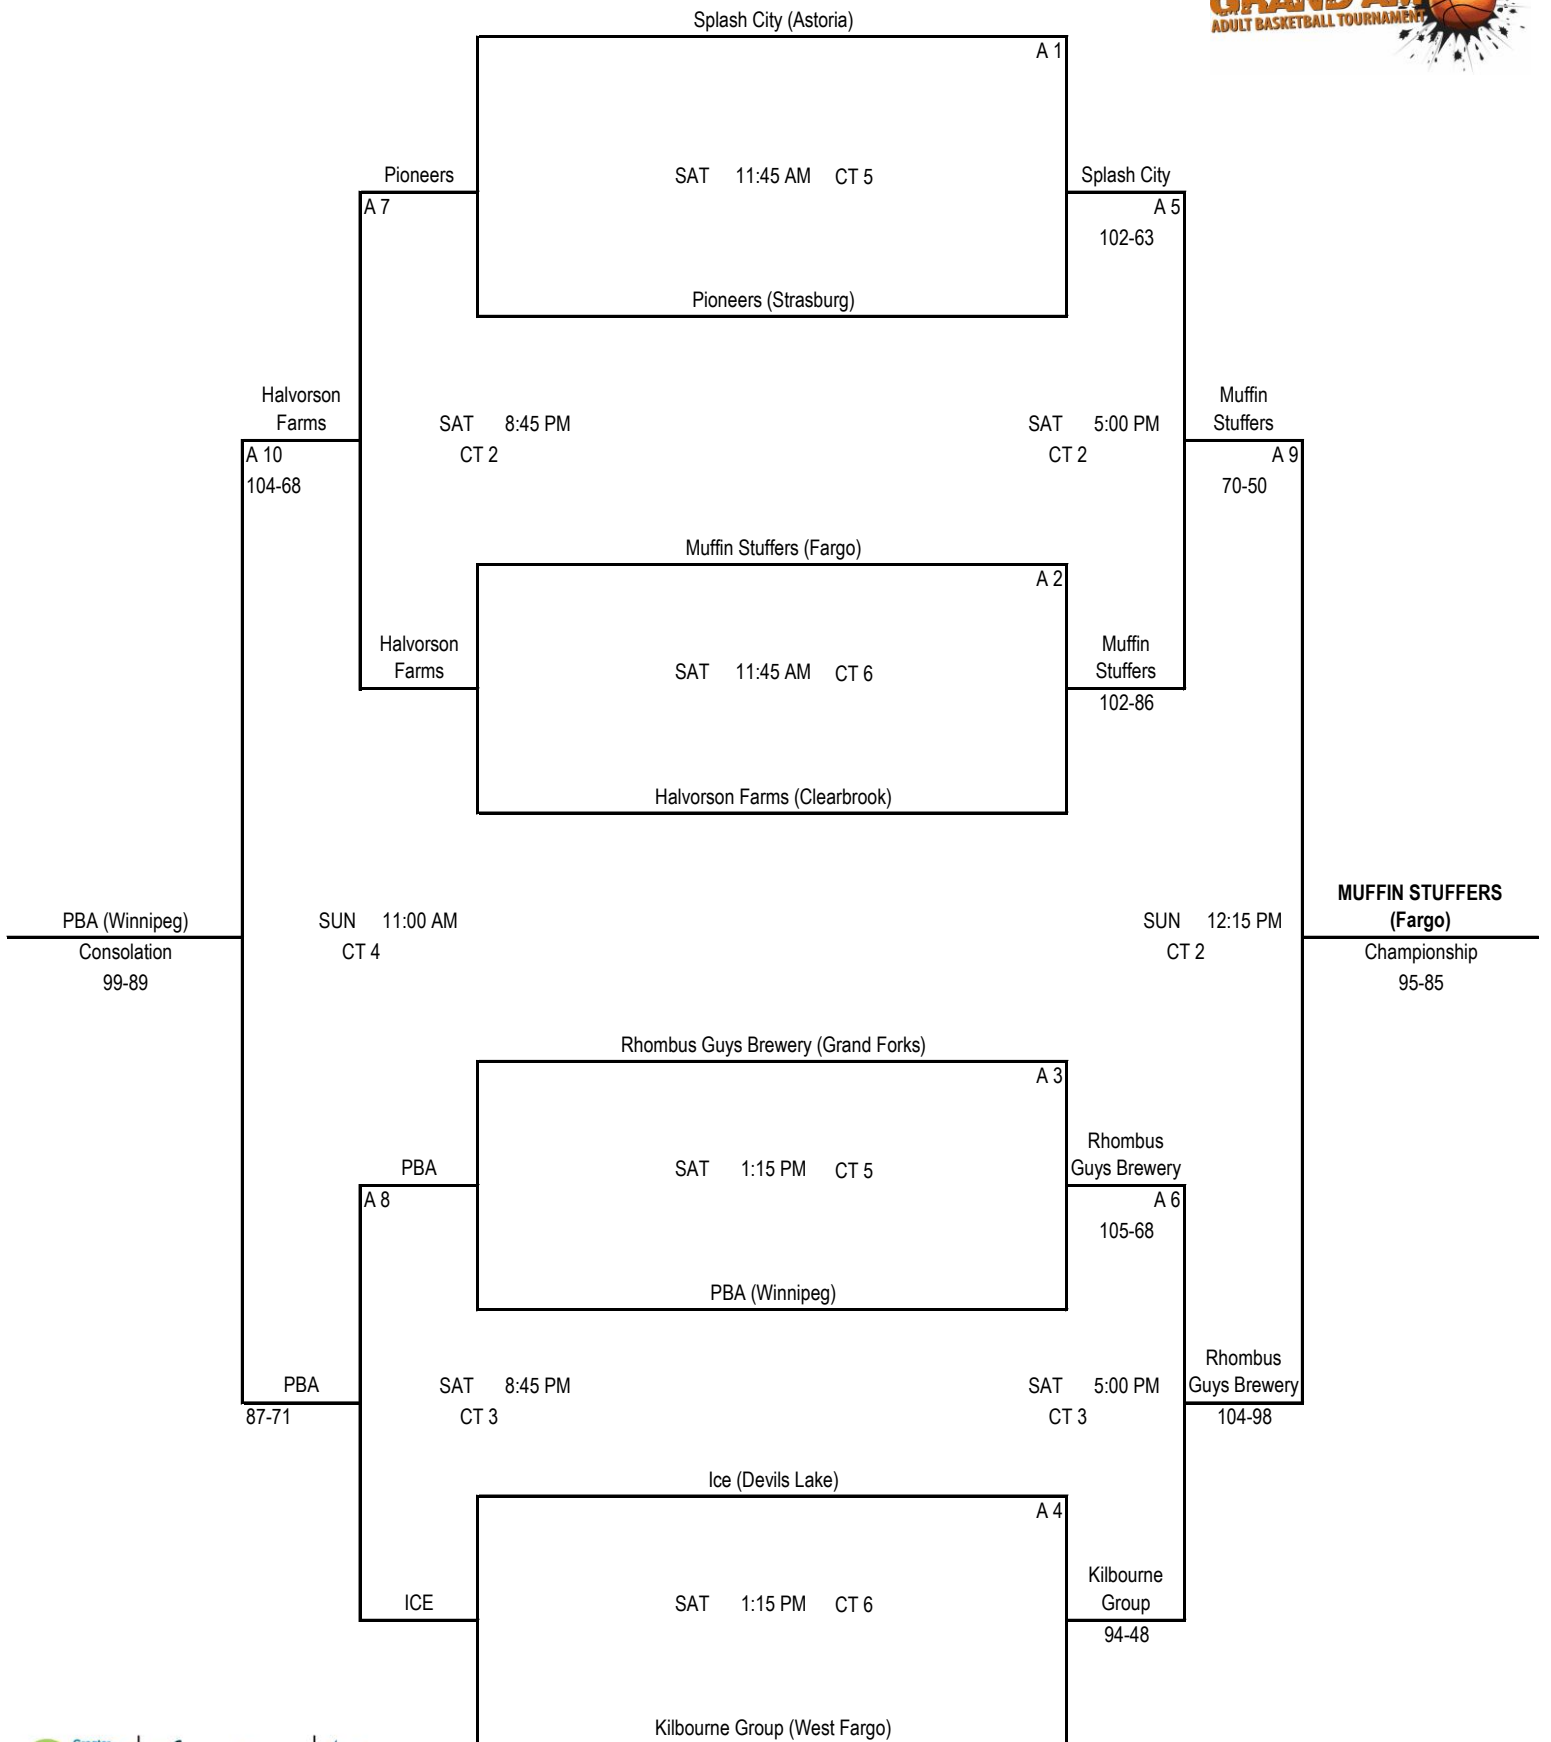 GRAND AM
ADULT BASKETBALL TOURNAMENT
Splash City (Astoria)
A 1
Pioneers
SAT 11:45 AM CT 5
Splash City
A 7
A 5
102-63
Pioneers (Strasburg)
Halvorson
Farms
Muffin
Stuffers
SAT 8:45 PM
CT 2
SAT 5:00 PM
CT 2
A 10
104-68
A 9
70-50
Muffin Stuffers (Fargo)
A 2
Halvorson
Farms
SAT 11:45 AM CT 6
Muffin
Stuffers
102-86
Halvorson Farms (Clearbrook)
PBA (Winnipeg)
Consolation
99-89
SUN 11:00 AM
CT 4
SUN 12:15 PM
CT 2
MUFFIN STUFFERS
(Fargo)
Championship
95-85
Rhombus Guys Brewery (Grand Forks)
A 3
PBA
SAT 1:15 PM CT 5
Rhombus
Guys Brewery
A 8
A 6
105-68
PBA (Winnipeg)
PBA
87-71
SAT 8:45 PM
CT 3
SAT 5:00 PM
CT 3
Rhombus
Guys Brewery
104-98
Ice (Devils Lake)
A 4
ICE
SAT 1:15 PM CT 6
Kilbourne
Group
94-48
Kilbourne Group (West Fargo)